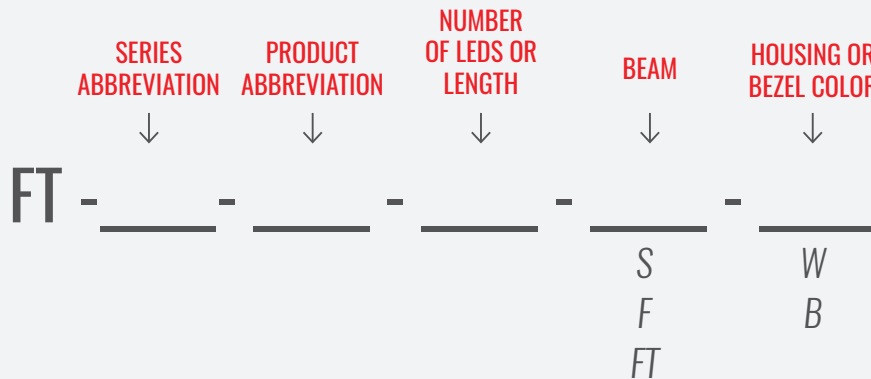 SERIES
ABBREVIATION
PRODUCT
ABBREVIATION
NUMBER
OF LEDS OR
LENGTH
BEAM
HOUSING OR
BEZEL COLOR
FT - - - - -
S
F
FT
W
B